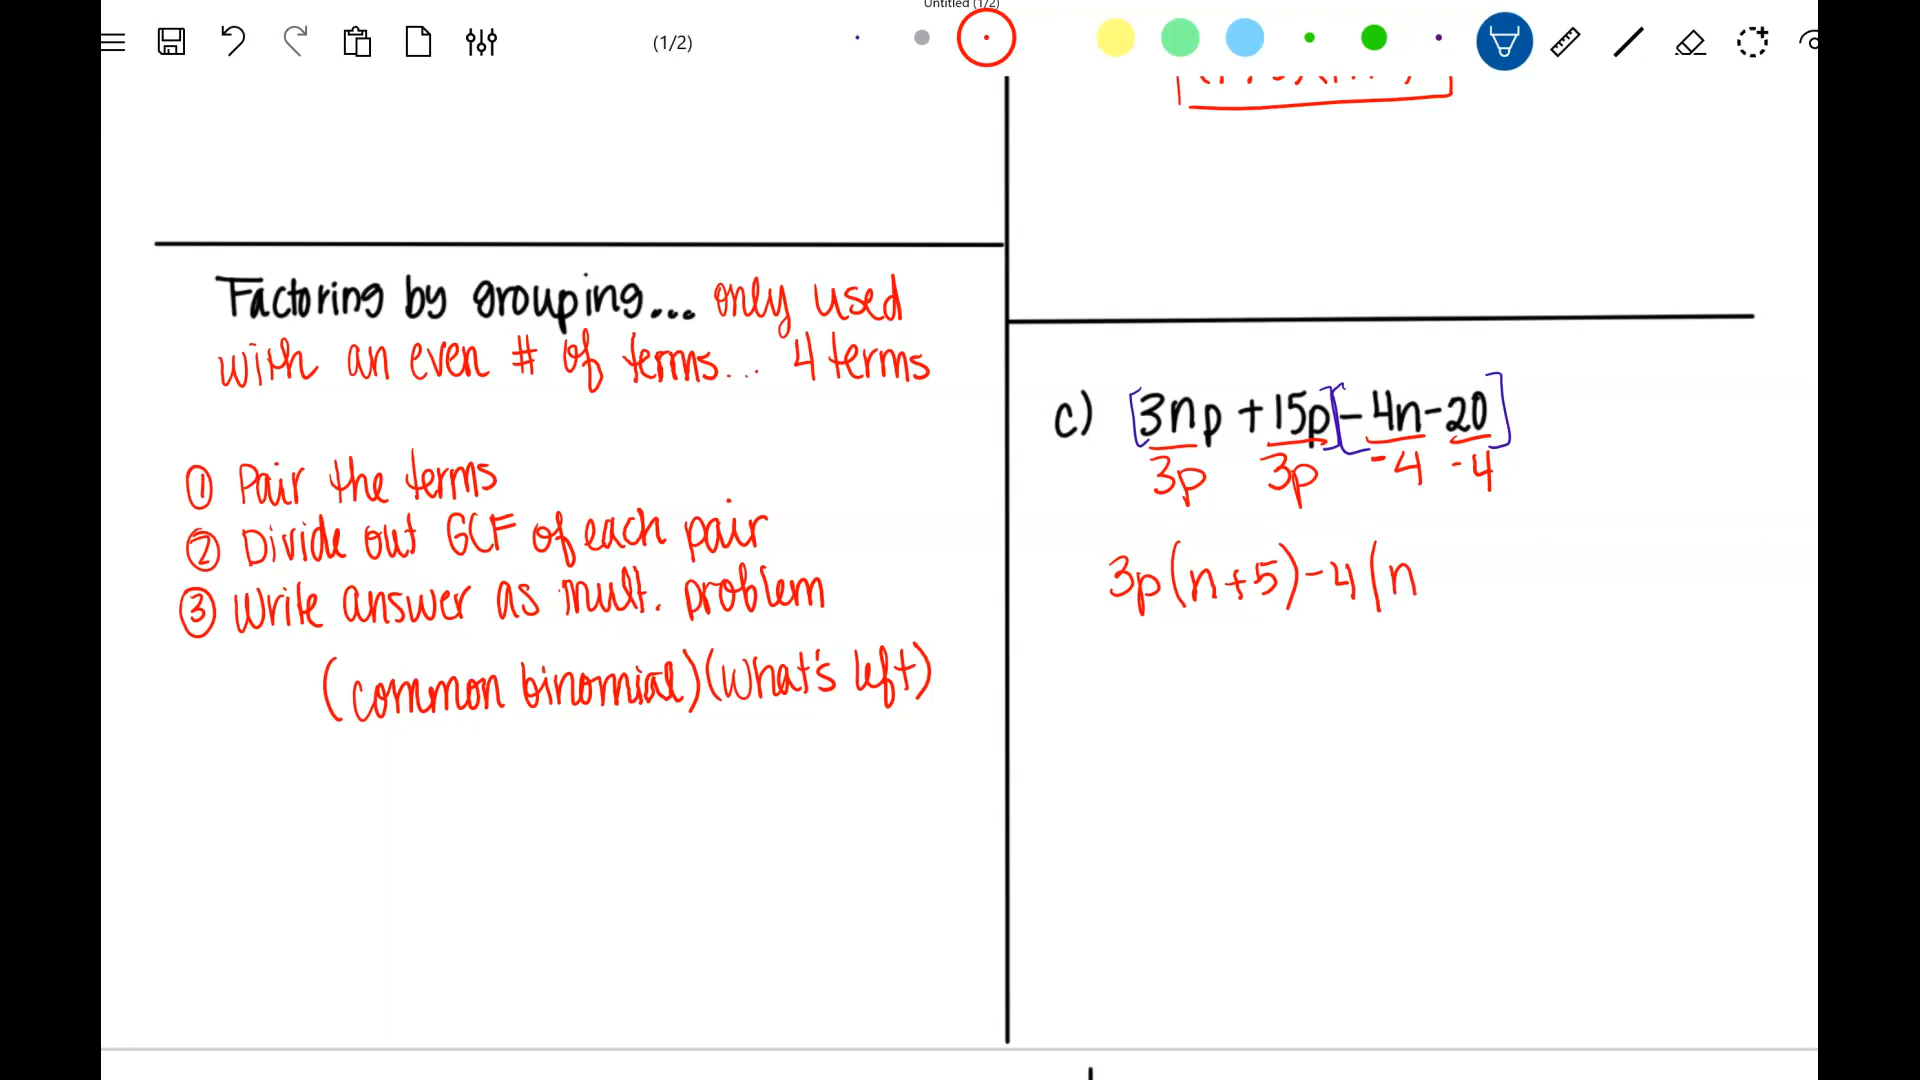 Untitled (1/2)
(1/2)
Factoring by grouping... only used
with an even # of terms... 4 terms
① Pair the terms
② Divide out GCF of each pair
③ Write answer as mult. problem
(common binomial)(what's left)
c) [3np + 15p][- 4n - 20]
3p 3p -4 -4
3p(n+5)-4(n